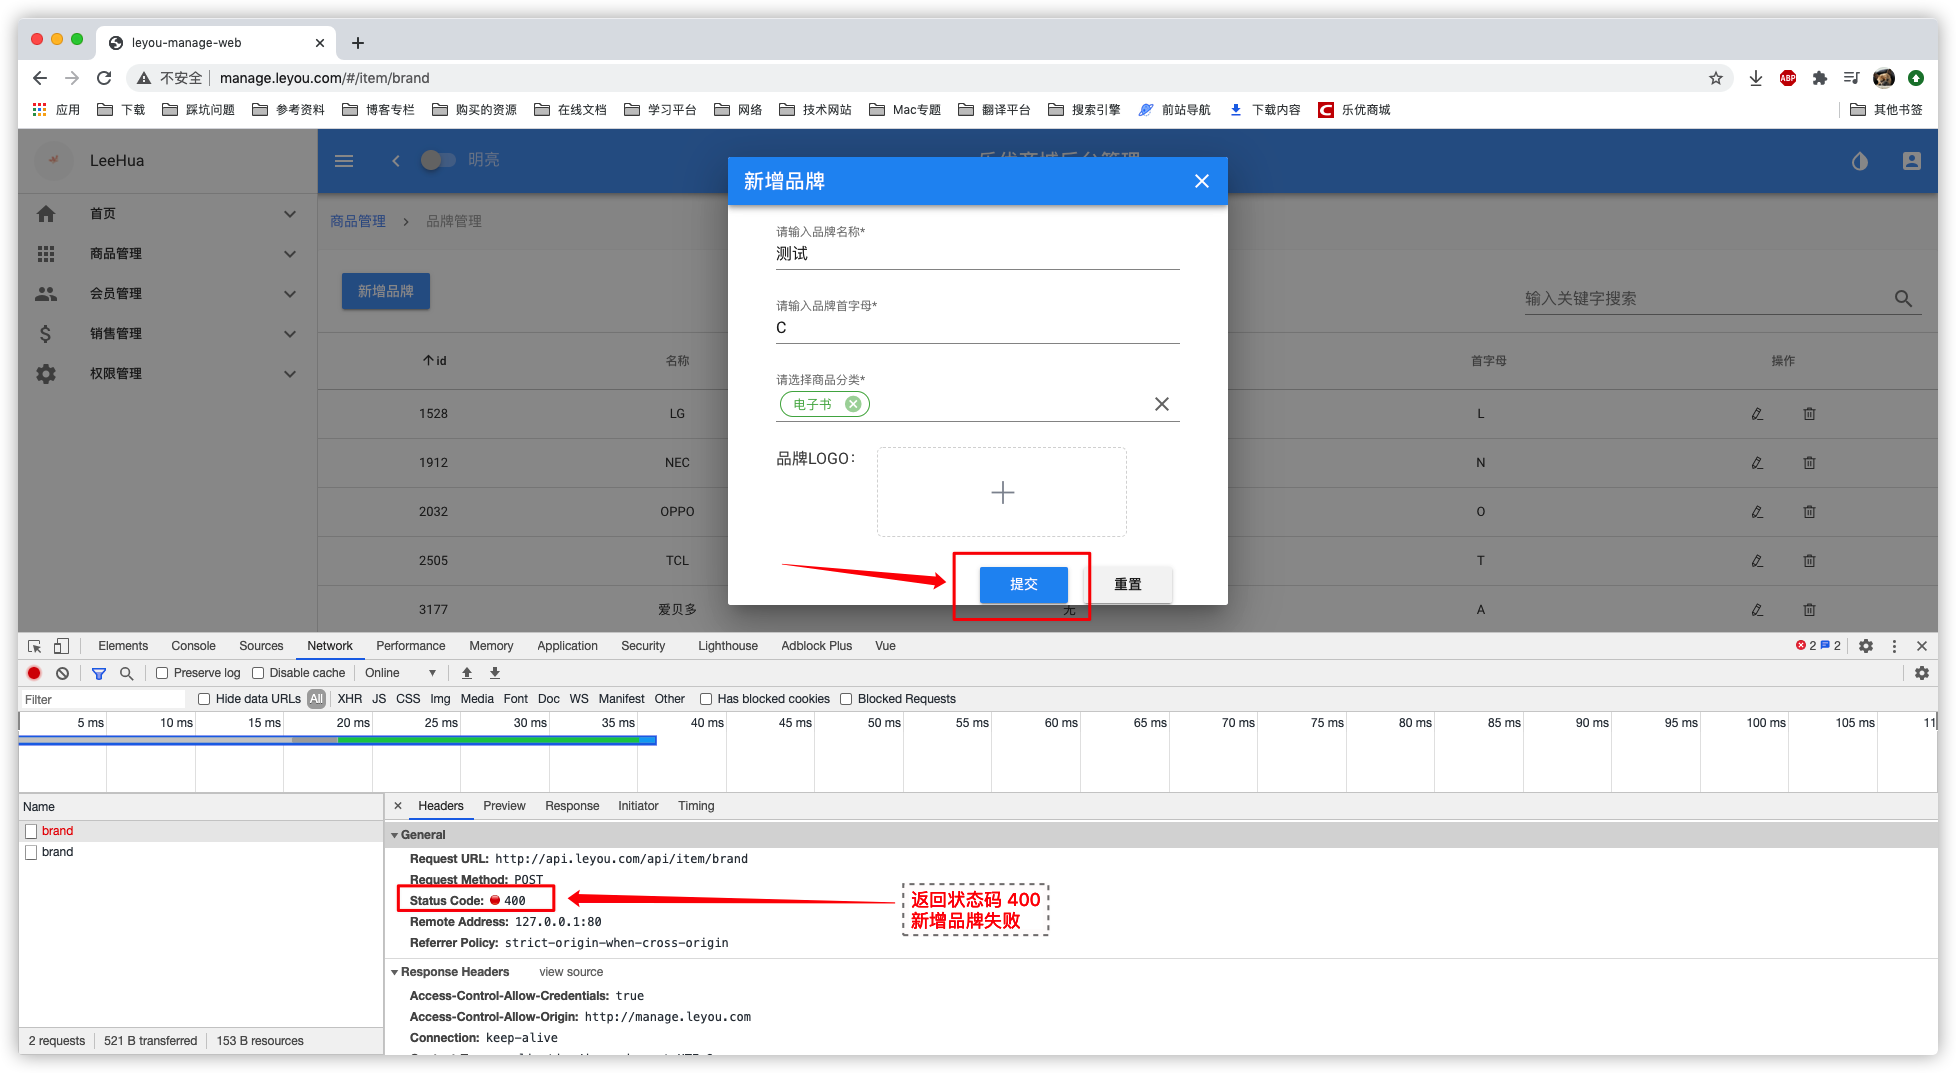 leyou-manage-web
不安全 manage.leyou.com/#/item/brand
ABP
应用 下载 踩坑问题 参考资料 博客专栏 购买的资源 在线文档 学习平台 网络 技术网站 Mac专题 翻译平台 搜索引擎 前站导航 下载内容 乐优商城 其他书签
LeeHua
明亮
乐优商城后台管理
首页
商品管理
会员管理
销售管理
权限管理
商品管理 品牌管理
新增品牌
输入关键字搜索
id 名称 首字母 操作
1528 LG L
1912 NEC N
2032 OPPO O
2505 TCL T
3177 爱贝多 无 A
新增品牌
请输入品牌名称*
测试
请输入品牌首字母*
C
请选择商品分类*
电子书
品牌LOGO：
提交 重置
Elements Console Sources Network Performance Memory Application Security Lighthouse Adblock Plus Vue 2 2
Preserve log Disable cache Online
Filter Hide data URLs All XHR JS CSS Img Media Font Doc WS Manifest Other Has blocked cookies Blocked Requests
5 ms 10 ms 15 ms 20 ms 25 ms 30 ms 35 ms 40 ms 45 ms 50 ms 55 ms 60 ms 65 ms 70 ms 75 ms 80 ms 85 ms 90 ms 95 ms 100 ms 105 ms 11
Name
brand
brand
2 requests 521 B transferred 153 B resources
Headers Preview Response Initiator Timing
General
Request URL: http://api.leyou.com/api/item/brand
Request Method: POST
Status Code: 400
Remote Address: 127.0.0.1:80
Referrer Policy: strict-origin-when-cross-origin
返回状态码 400
新增品牌失败
Response Headers view source
Access-Control-Allow-Credentials: true
Access-Control-Allow-Origin: http://manage.leyou.com
Connection: keep-alive